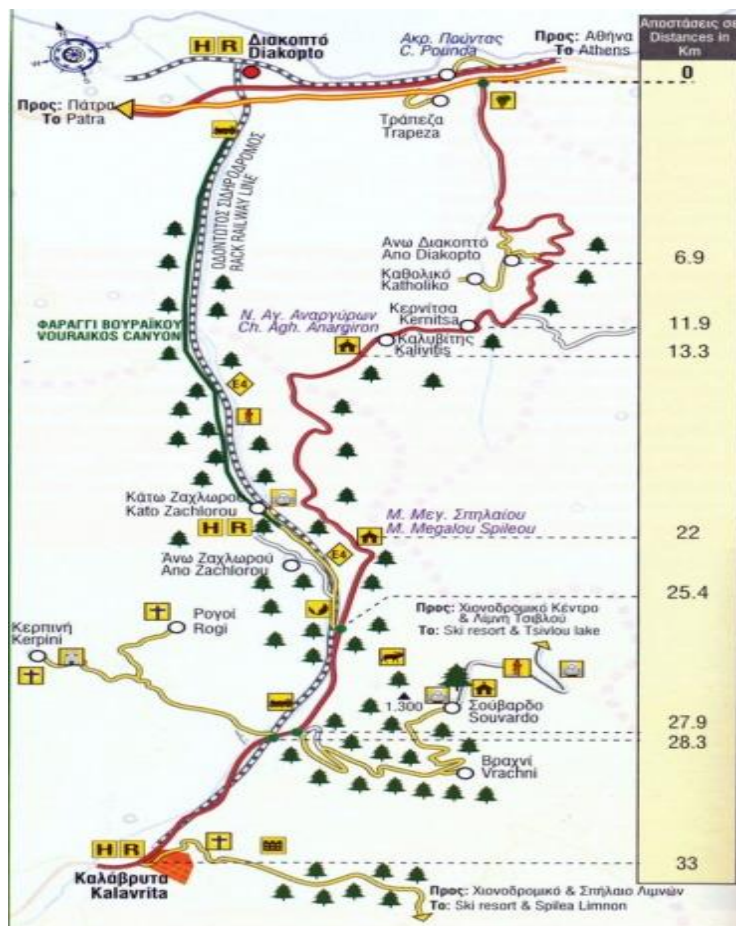 Αποστάσεις σε
Distances in
Km
H R
Διακοπτό
Diakopto
Ακρ. Πούντας
C. Pounda
Προς: Αθήνα
To Athens
0
Προς: Πάτρα
To Patra
Τράπεζα
Trapeza
ΟΔΟΝΤΩΤΟΣ ΣΙΔΗΡΟΔΡΟΜΟΣ
RACK RAILWAY LINE
Ανω Διακοπτό
Ano Diakopto
6.9
Καθολικό
Katholiko
ΦΑΡΑΓΓΙ ΒΟΥΡΑΪΚΟΥ
VOURAIKOS CANYON
Ν. Αγ. Αναργύρων
Ch. Agh. Anargiron
Κερνίτσα
Kernitsa
11.9
Καλυβίτης
Kalivitis
13.3
E4
Κάτω Ζαχλωρού
Kato Zachlorou
H R
Μ. Μεγ. Σπηλαίου
M. Megalou Spileou
22
Άνω Ζαχλωρού
Ano Zachlorou
E4
25.4
Προς: Χιονοδρομικό Κέντρο
& Λίμνη Τσιβλού
To: Ski resort & Tsivlou lake
Κερπινή
Kerpini
Ρογοί
Rogi
1.300
Σούβαρδο
Souvardo
27.9
28.3
Βραχνί
Vrachni
H R
Καλάβρυτα
Kalavrita
33
Προς: Χιονοδρομικό & Σπήλαιο Λιμνών
To: Ski resort & Spilea Limnon